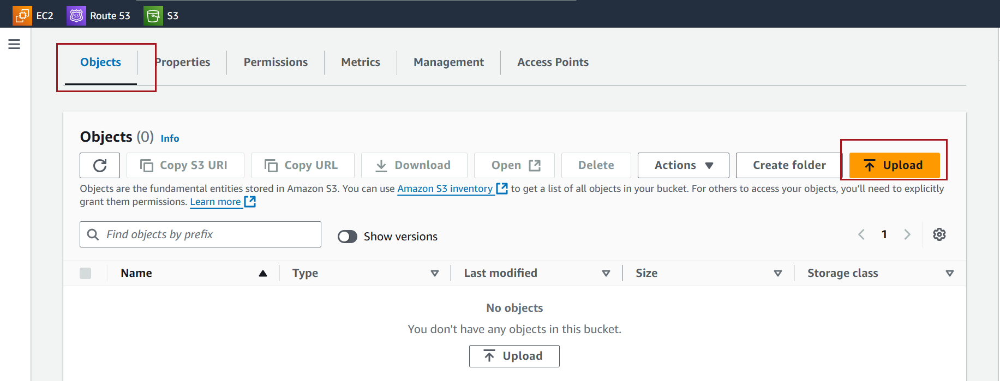 EC2 Route 53 S3
Objects Properties Permissions Metrics Management Access Points
Objects (0) Info
Copy S3 URI Copy URL Download Open Delete Actions Create folder Upload
Objects are the fundamental entities stored in Amazon S3. You can use Amazon S3 inventory to get a list of all objects in your bucket. For others to access your objects, you’ll need to explicitly
grant them permissions. Learn more
Find objects by prefix Show versions 1
Name Type Last modified Size Storage class
No objects
You don't have any objects in this bucket.
Upload